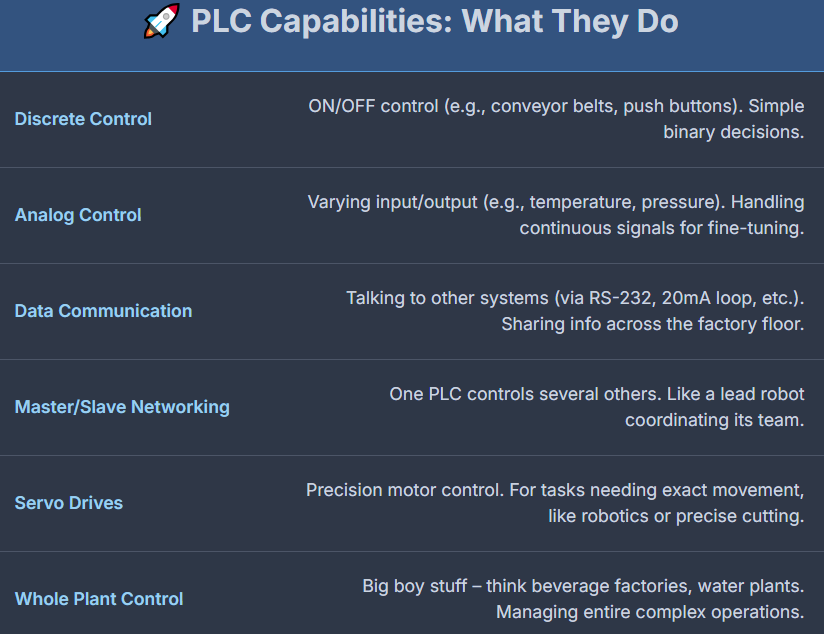 🚀 PLC Capabilities: What They Do
Discrete Control
ON/OFF control (e.g., conveyor belts, push buttons). Simple
binary decisions.
Analog Control
Varying input/output (e.g., temperature, pressure). Handling
continuous signals for fine-tuning.
Data Communication
Talking to other systems (via RS-232, 20mA loop, etc.).
Sharing info across the factory floor.
Master/Slave Networking
One PLC controls several others. Like a lead robot
coordinating its team.
Servo Drives
Precision motor control. For tasks needing exact movement,
like robotics or precise cutting.
Whole Plant Control
Big boy stuff – think beverage factories, water plants.
Managing entire complex operations.